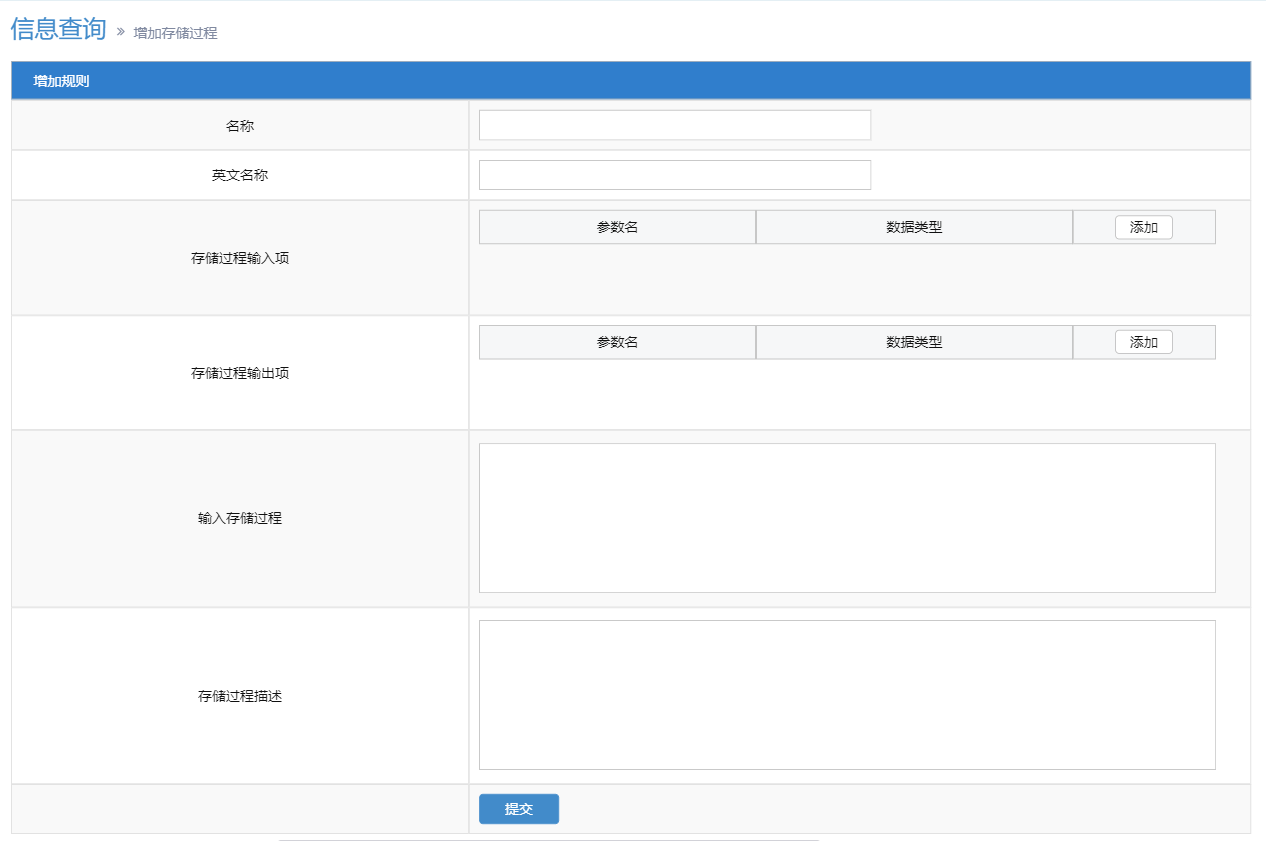 信息查询 » 增加存储过程
增加规则
名称
英文名称
存储过程输入项
参数名 数据类型 添加
存储过程输出项
参数名 数据类型 添加
输入存储过程
存储过程描述
提交